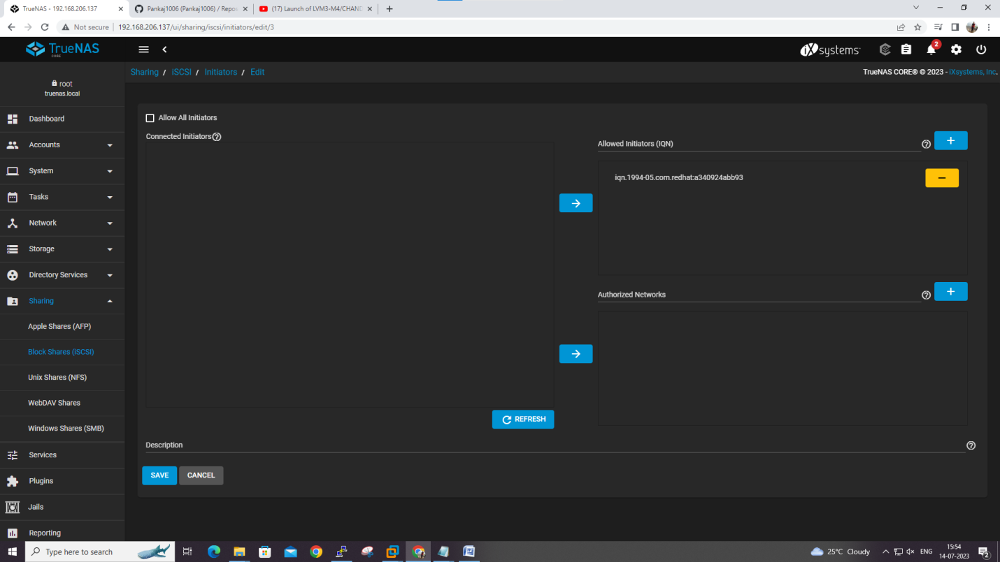 TrueNAS - 192.168.206.137
Pankaj1006 (Pankaj1006) / Repos
(17) Launch of LVM3-M4/CHAND
Not secure
192.168.206.137/ui/sharing/iscsi/initiators/edit/3
TrueNAS
CORE
iXsystems
2
root
truenas.local
Sharing / iSCSI / Initiators / Edit
TrueNAS CORE® © 2023 - iXsystems, Inc.
Dashboard
Accounts
System
Tasks
Network
Storage
Directory Services
Sharing
Apple Shares (AFP)
Block Shares (iSCSI)
Unix Shares (NFS)
WebDAV Shares
Windows Shares (SMB)
Services
Plugins
Jails
Reporting
Allow All Initiators
Connected Initiators
REFRESH
Allowed Initiators (IQN)
iqn.1994-05.com.redhat:a340924abb93
Authorized Networks
Description
SAVE
CANCEL
Type here to search
25°C Cloudy
ENG
15:54
14-07-2023
2